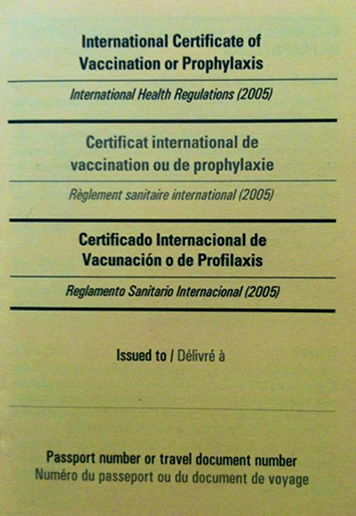 International Certificate of
Vaccination or Prophylaxis
International Health Regulations (2005)
Certificat international de
vaccination ou de prophylaxie
Règlement sanitaire international (2005)
Certificado Internacional de
Vacunación o de Profilaxis
Reglamento Sanitario Internacional (2005)
Issued to / Délivré à
Passport number or travel document number
Numéro du passeport ou du document de voyage